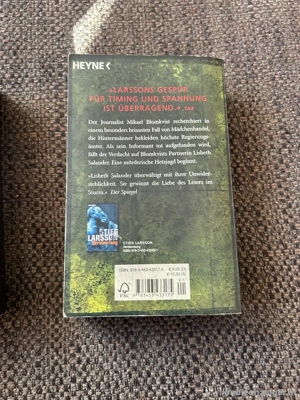 HEYNE‹
»LARSSONS GESPÜR
FÜR TIMING UND SPANNUNG
IST ÜBERRAGEND.« taz
Der Journalist Mikael Blomkvist recherchiert in
einem besonders brisanten Fall von Mädchenhandel,
die Hintermänner bekleiden höchste Regierungs-
ämter. Als sein Informant tot aufgefunden wird,
fällt der Verdacht auf Blomkvists Partnerin Lisbeth
Salander. Eine mörderische Hetzjagd beginnt.
»Lisbeth Salander überwältigt mit ihrer Unwider-
stehlichkeit. Sie gewinnt die Liebe des Lesers im
Sturm.« Der Spiegel
STIEG
LARSSON
STIEG LARSSON,
FSC